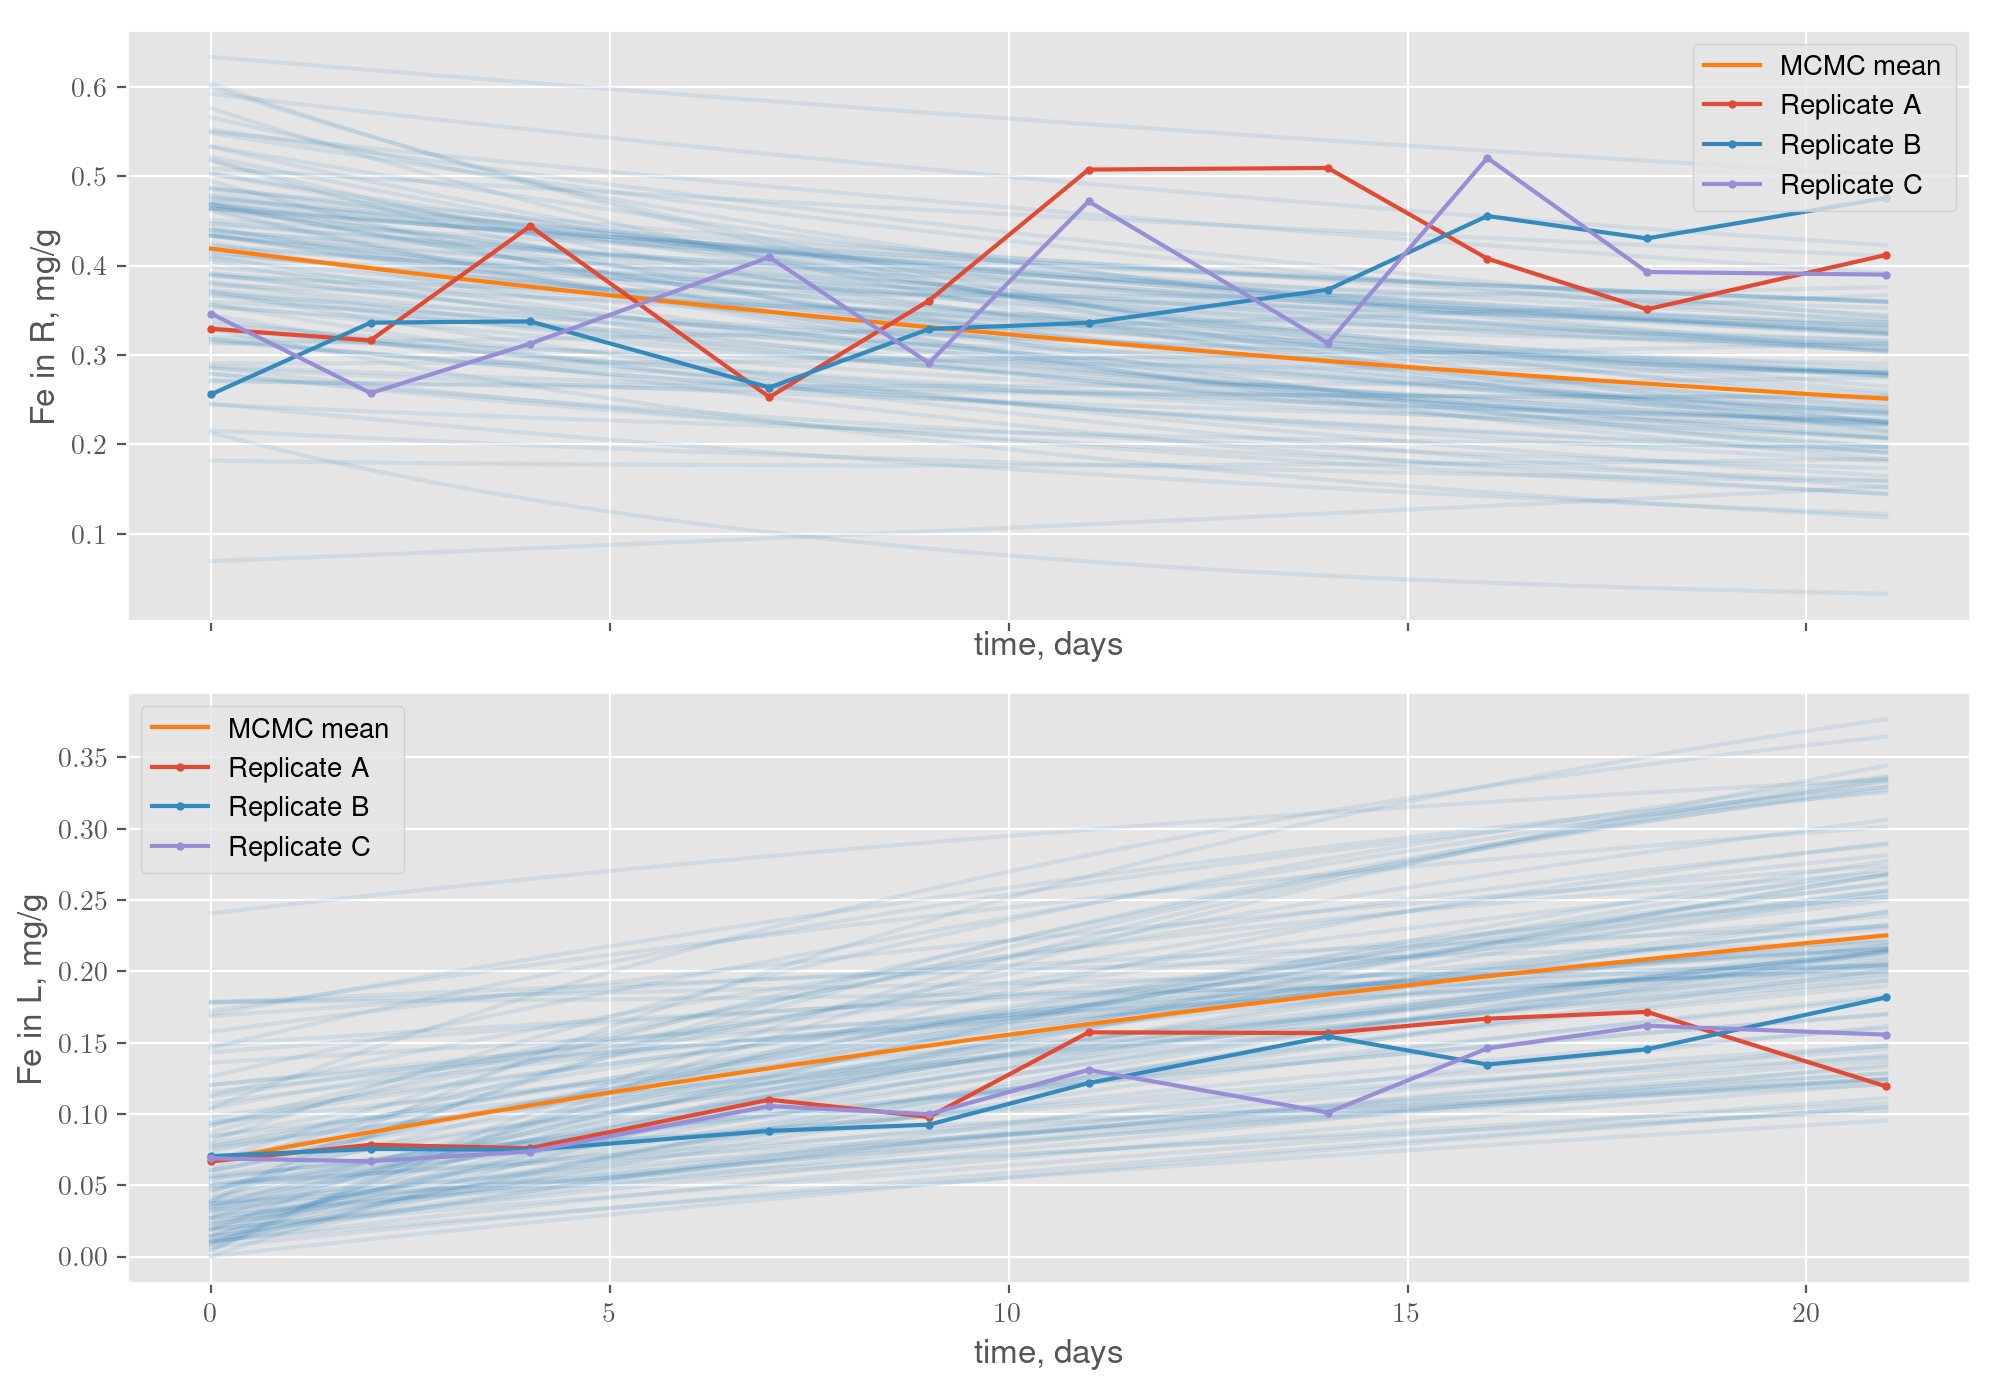 Fe in R, mg/g
0.6
0.5
0.4
0.3
0.2
0.1
MCMC mean
Replicate A
Replicate B
Replicate C
time, days
Fe in L, mg/g
0.35
0.30
0.25
0.20
0.15
0.10
0.05
0.00
MCMC mean
Replicate A
Replicate B
Replicate C
0 5 10 15 20
time, days